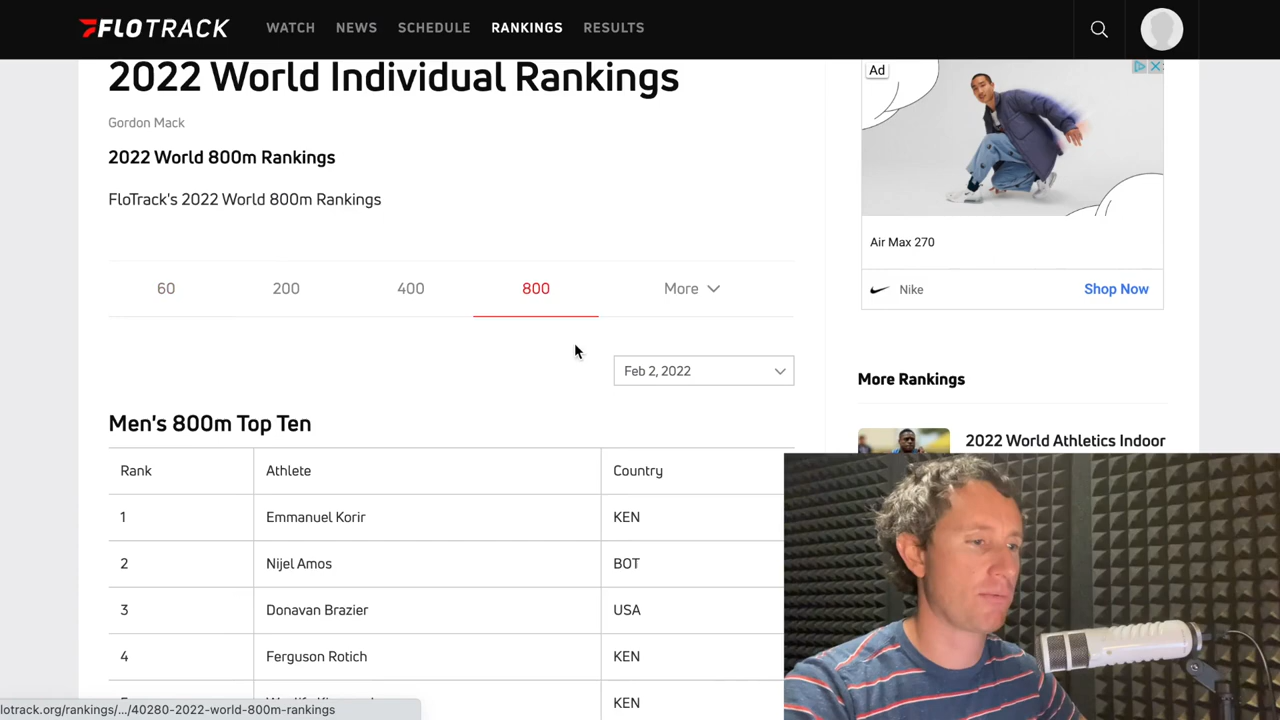 FLOTRACK WATCH NEWS SCHEDULE RANKINGS RESULTS
2022 World Individual Rankings
Gordon Mack
2022 World 800m Rankings
FloTrack's 2022 World 800m Rankings
60 200 400 800 More
Feb 2, 2022
Men's 800m Top Ten
Rank Athlete Country
1 Emmanuel Korir KEN
2 Nijel Amos BOT
3 Donavan Brazier USA
4 Ferguson Rotich KEN
KEN
lotrack.org/rankings/.../40280-2022-world-800m-rankings
Ad
Air Max 270
Nike Shop Now
More Rankings
2022 World Athletics Indoor